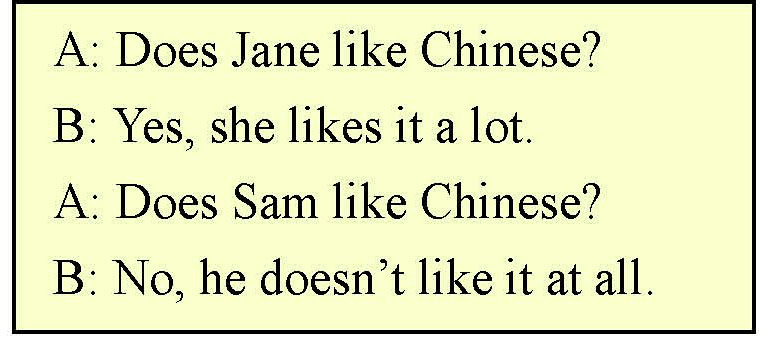 A: Does Jane like Chinese?
B: Yes, she likes it a lot.
A: Does Sam like Chinese?
B: No, he doesn’t like it at all.